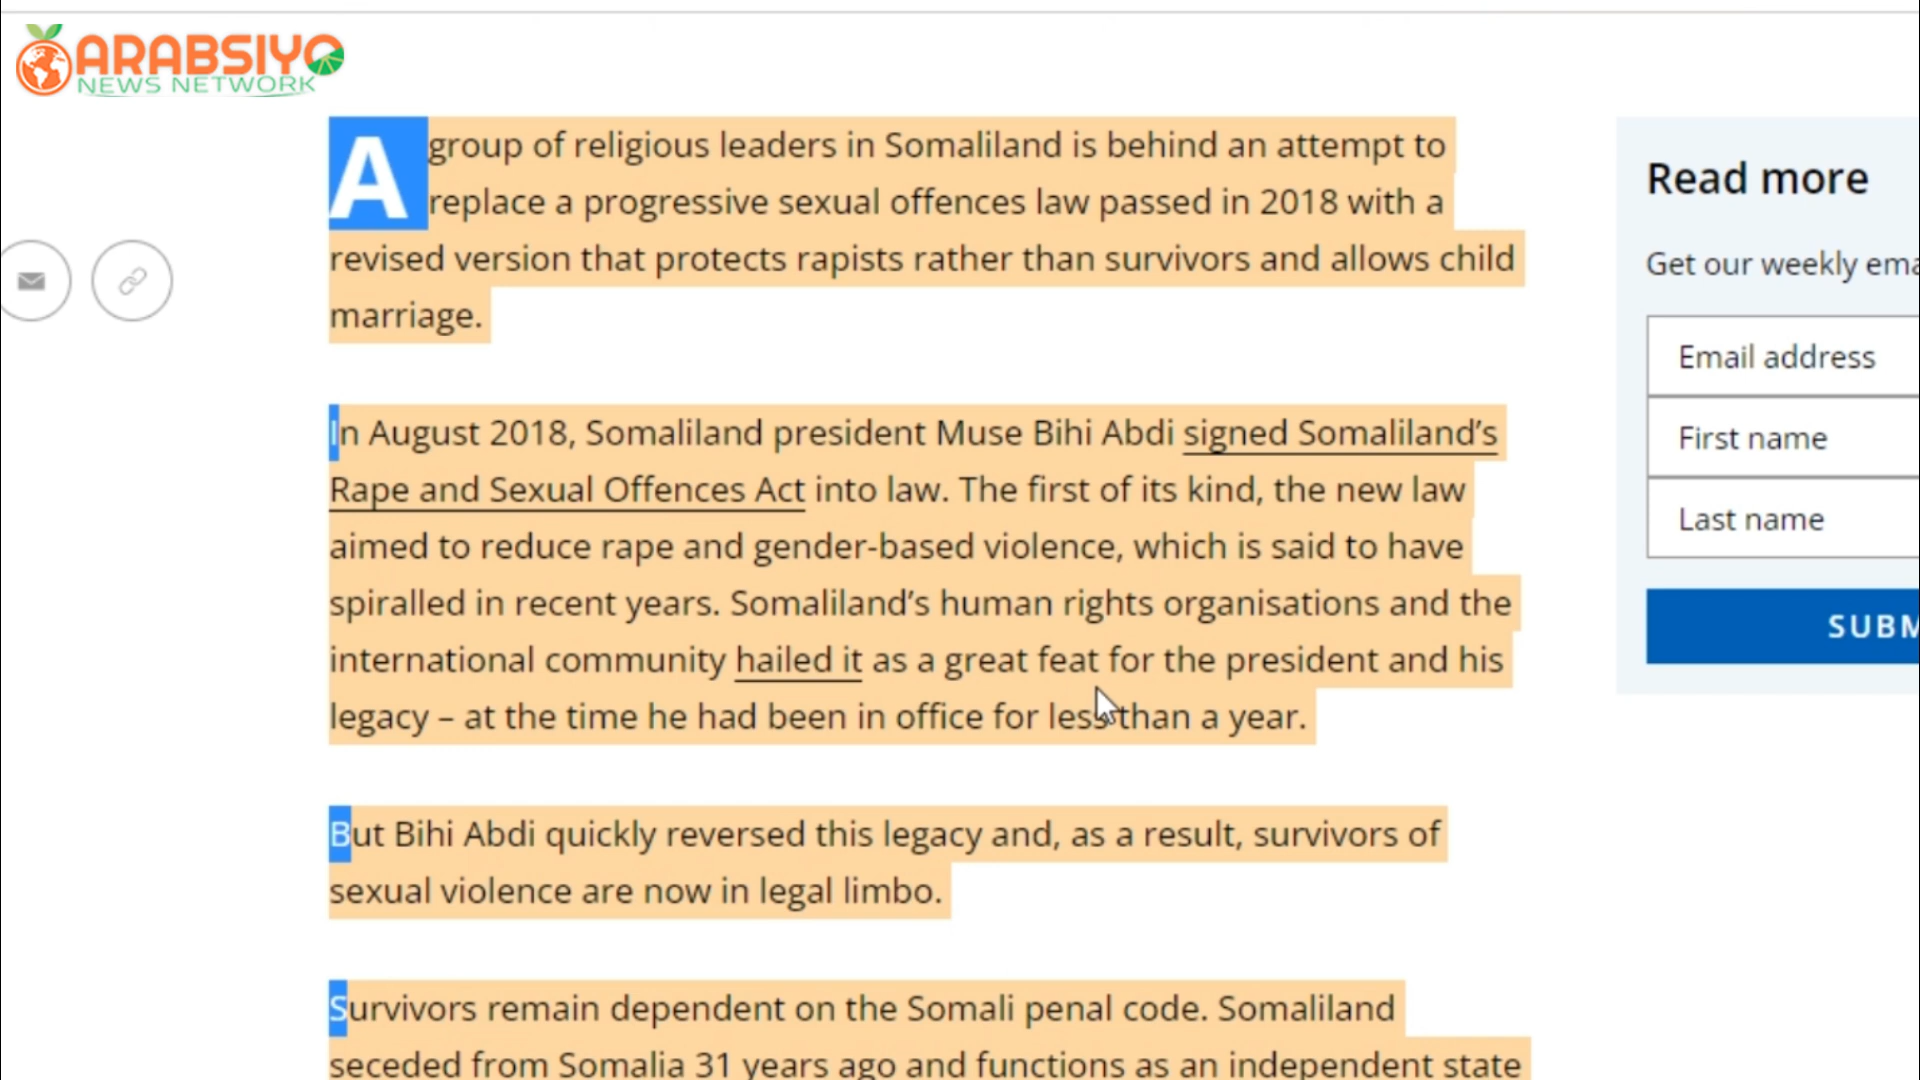 ARABSIYO
NEWS NETWORK
A group of religious leaders in Somaliland is behind an attempt to
replace a progressive sexual offences law passed in 2018 with a
revised version that protects rapists rather than survivors and allows child
marriage.
In August 2018, Somaliland president Muse Bihi Abdi signed Somaliland’s
Rape and Sexual Offences Act into law. The first of its kind, the new law
aimed to reduce rape and gender-based violence, which is said to have
spiralled in recent years. Somaliland’s human rights organisations and the
international community hailed it as a great feat for the president and his
legacy – at the time he had been in office for less than a year.
But Bihi Abdi quickly reversed this legacy and, as a result, survivors of
sexual violence are now in legal limbo.
Survivors remain dependent on the Somali penal code. Somaliland
seceded from Somalia 31 years ago and functions as an independent state
Read more
Get our weekly ema
Email address
First name
Last name
SUBM